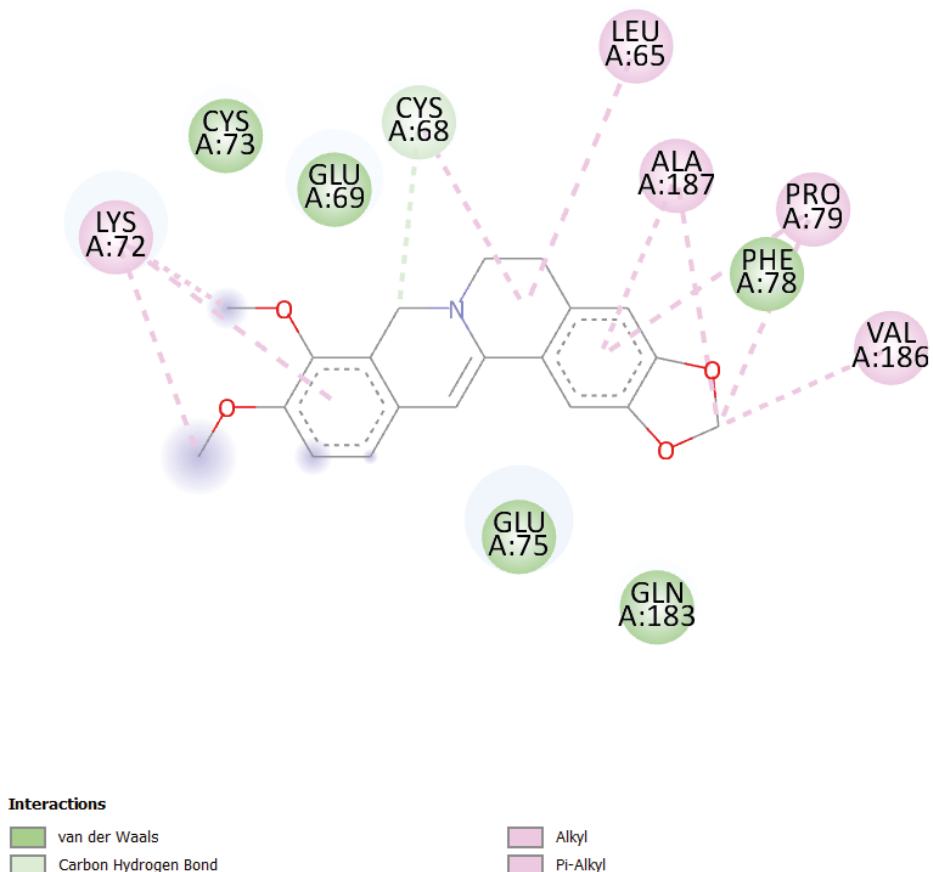 LEU
A:65
CYS
A:73
CYS
A:68
GLU
A:69
ALA
A:187
PRO
A:79
LYS
A:72
PHE
A:78
VAL
A:186
O
N
O
O
O
GLU
A:75
GLN
A:183
Interactions
van der Waals
Carbon Hydrogen Bond
Alkyl
Pi-Alkyl